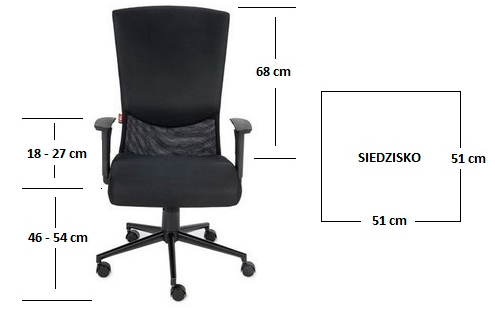 68 cm
18 - 27 cm
SIEDZISKO
51 cm
51 cm
46 - 54 cm